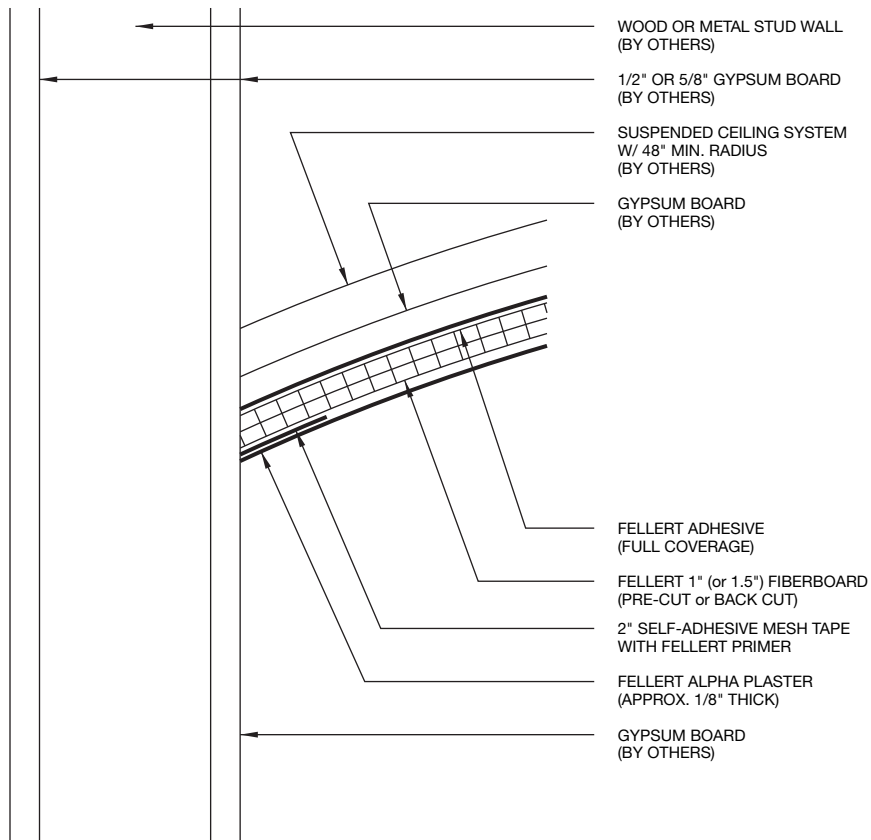 WOOD OR METAL STUD WALL
(BY OTHERS)
1/2" OR 5/8" GYPSUM BOARD
(BY OTHERS)
SUSPENDED CEILING SYSTEM
W/ 48" MIN. RADIUS
(BY OTHERS)
GYPSUM BOARD
(BY OTHERS)
FELLERT ADHESIVE
(FULL COVERAGE)
FELLERT 1" (or 1.5") FIBERBOARD
(PRE-CUT or BACK CUT)
2" SELF-ADHESIVE MESH TAPE
WITH FELLERT PRIMER
FELLERT ALPHA PLASTER
(APPROX. 1/8" THICK)
GYPSUM BOARD
(BY OTHERS)